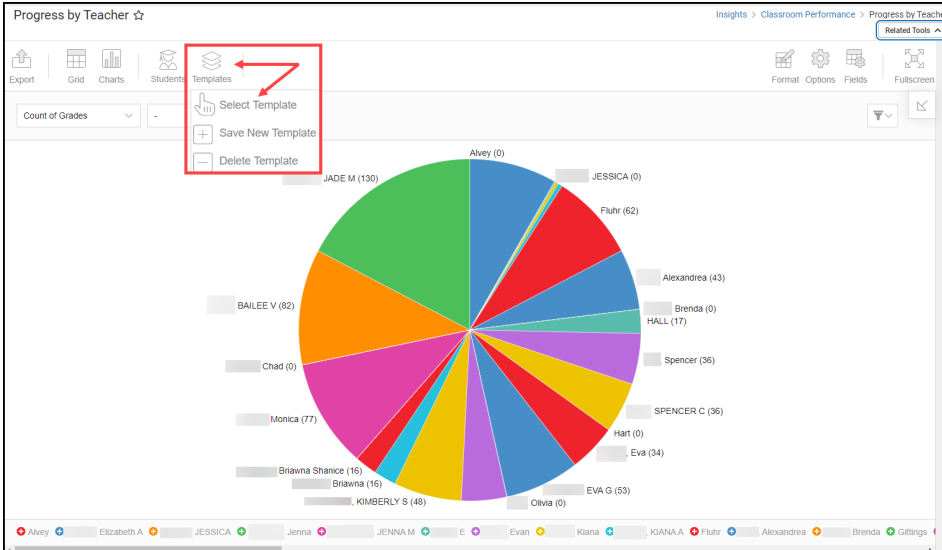 Progress by Teacher
Insights > Classroom Performance > Progress by Teache
Related Tools
Export
Grid
Charts
Students
Templates
Format
Options
Fields
Fullscreen
Select Template
Save New Template
Delete Template
Count of Grades
-
Alvey (0)
JESSICA (0)
Fluhr (62)
Alexandrea (43)
Brenda (0)
HALL (17)
Spencer (36)
SPENCER C (36)
Hart (0)
, Eva (34)
EVA G (53)
Olivia (0)
, KIMBERLY S (48)
Briawna (16)
Briawna Shanice (16)
Monica (77)
Chad (0)
BAILEE V (82)
JADE M (130)
Alvey Elizabeth A JESSICA Jenna JENNA M E Evan Kiana , KIANA A Fluhr Alexandrea Brenda Gittings